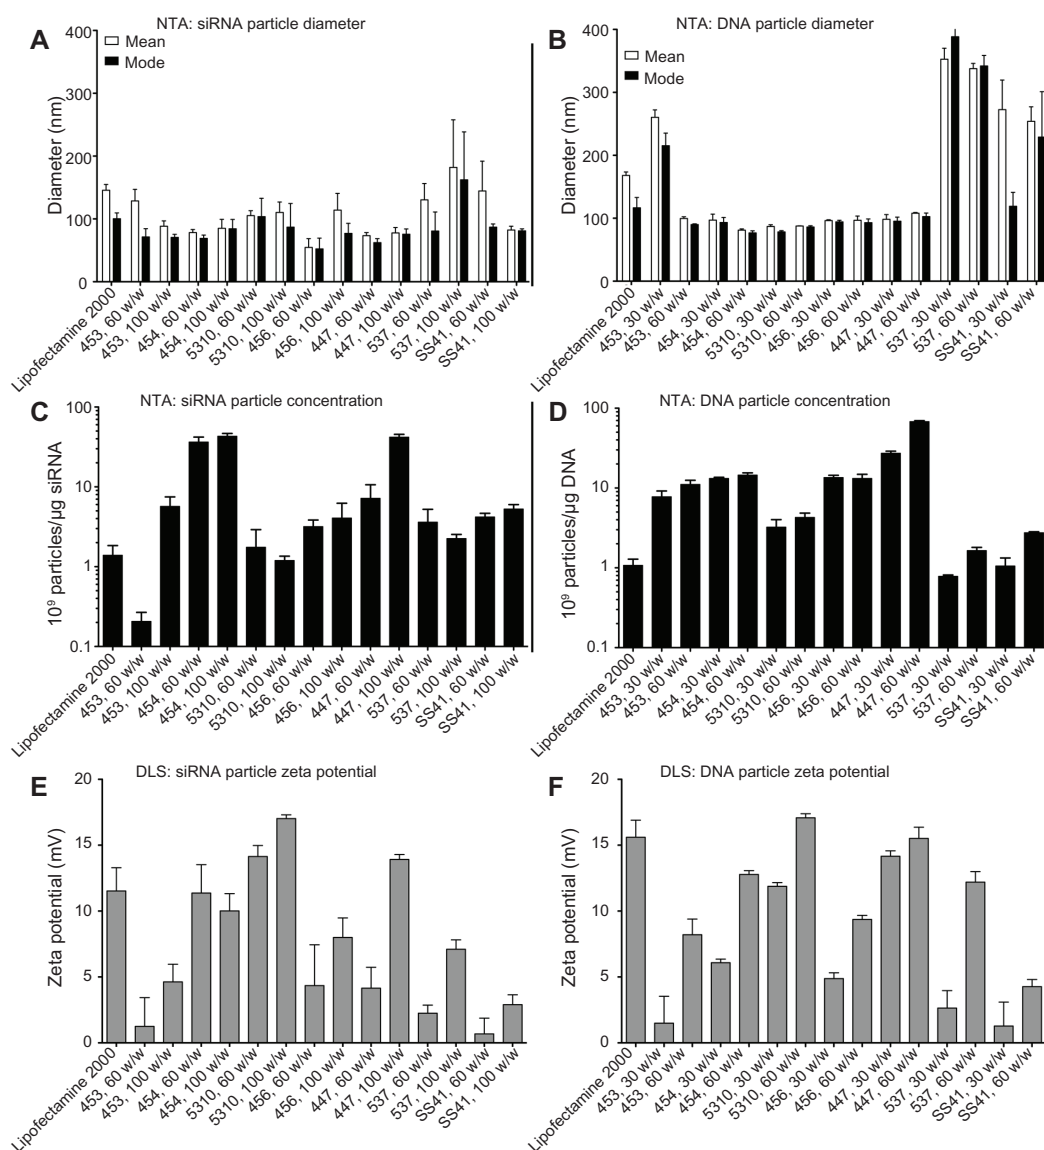 A
NTA: siRNA particle diameter
Mean
Mode
Diameter (nm)
400
300
200
100
0
Lipofectamine 2000
453, 60 w/w
453, 100 w/w
454, 60 w/w
454, 100 w/w
5310, 60 w/w
5310, 100 w/w
456, 60 w/w
456, 100 w/w
447, 60 w/w
447, 100 w/w
537, 60 w/w
537, 100 w/w
SS41, 60 w/w
SS41, 100 w/w
B
NTA: DNA particle diameter
Mean
Mode
Diameter (nm)
400
300
200
100
0
Lipofectamine 2000
453, 30 w/w
453, 60 w/w
454, 30 w/w
454, 60 w/w
5310, 30 w/w
5310, 60 w/w
456, 30 w/w
456, 60 w/w
447, 30 w/w
447, 60 w/w
537, 30 w/w
537, 60 w/w
SS41, 30 w/w
SS41, 60 w/w
C
NTA: siRNA particle concentration
10⁹ particles/µg siRNA
100
10
1
0.1
Lipofectamine 2000
453, 60 w/w
453, 100 w/w
454, 60 w/w
454, 100 w/w
5310, 60 w/w
5310, 100 w/w
456, 60 w/w
456, 100 w/w
447, 60 w/w
447, 100 w/w
537, 60 w/w
537, 100 w/w
SS41, 60 w/w
SS41, 100 w/w
D
NTA: DNA particle concentration
10⁹ particles/µg DNA
100
10
1
0.1
Lipofectamine 2000
453, 30 w/w
453, 60 w/w
454, 30 w/w
454, 60 w/w
5310, 30 w/w
5310, 60 w/w
456, 30 w/w
456, 60 w/w
447, 30 w/w
447, 60 w/w
537, 30 w/w
537, 60 w/w
SS41, 30 w/w
SS41, 60 w/w
E
DLS: siRNA particle zeta potential
Zeta potential (mV)
20
15
10
5
0
Lipofectamine 2000
453, 60 w/w
453, 100 w/w
454, 60 w/w
454, 100 w/w
5310, 60 w/w
5310, 100 w/w
456, 60 w/w
456, 100 w/w
447, 60 w/w
447, 100 w/w
537, 60 w/w
537, 100 w/w
SS41, 60 w/w
SS41, 100 w/w
F
DLS: DNA particle zeta potential
Zeta potential (mV)
20
15
10
5
0
Lipofectamine 2000
453, 30 w/w
453, 60 w/w
454, 30 w/w
454, 60 w/w
5310, 30 w/w
5310, 60 w/w
456, 30 w/w
456, 60 w/w
447, 30 w/w
447, 60 w/w
537, 30 w/w
537, 60 w/w
SS41, 30 w/w
SS41, 60 w/w